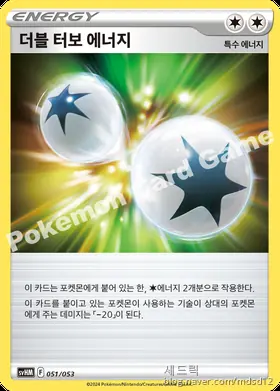 ENERGY
더블 터보 에너지
특수 에너지
Pokémon Card Game
이 카드는 포켓몬에게 붙어 있는 한, 에너지 2개분으로 작용한다.
이 카드를 붙이고 있는 포켓몬이 사용하는 기술이 상대의 포켓몬
에게 주는 데미지는 「-20」이 된다.
svHM 051/053
세드릭
©2024 Pokémon/Nintendo/Creatures/GAME FREAK